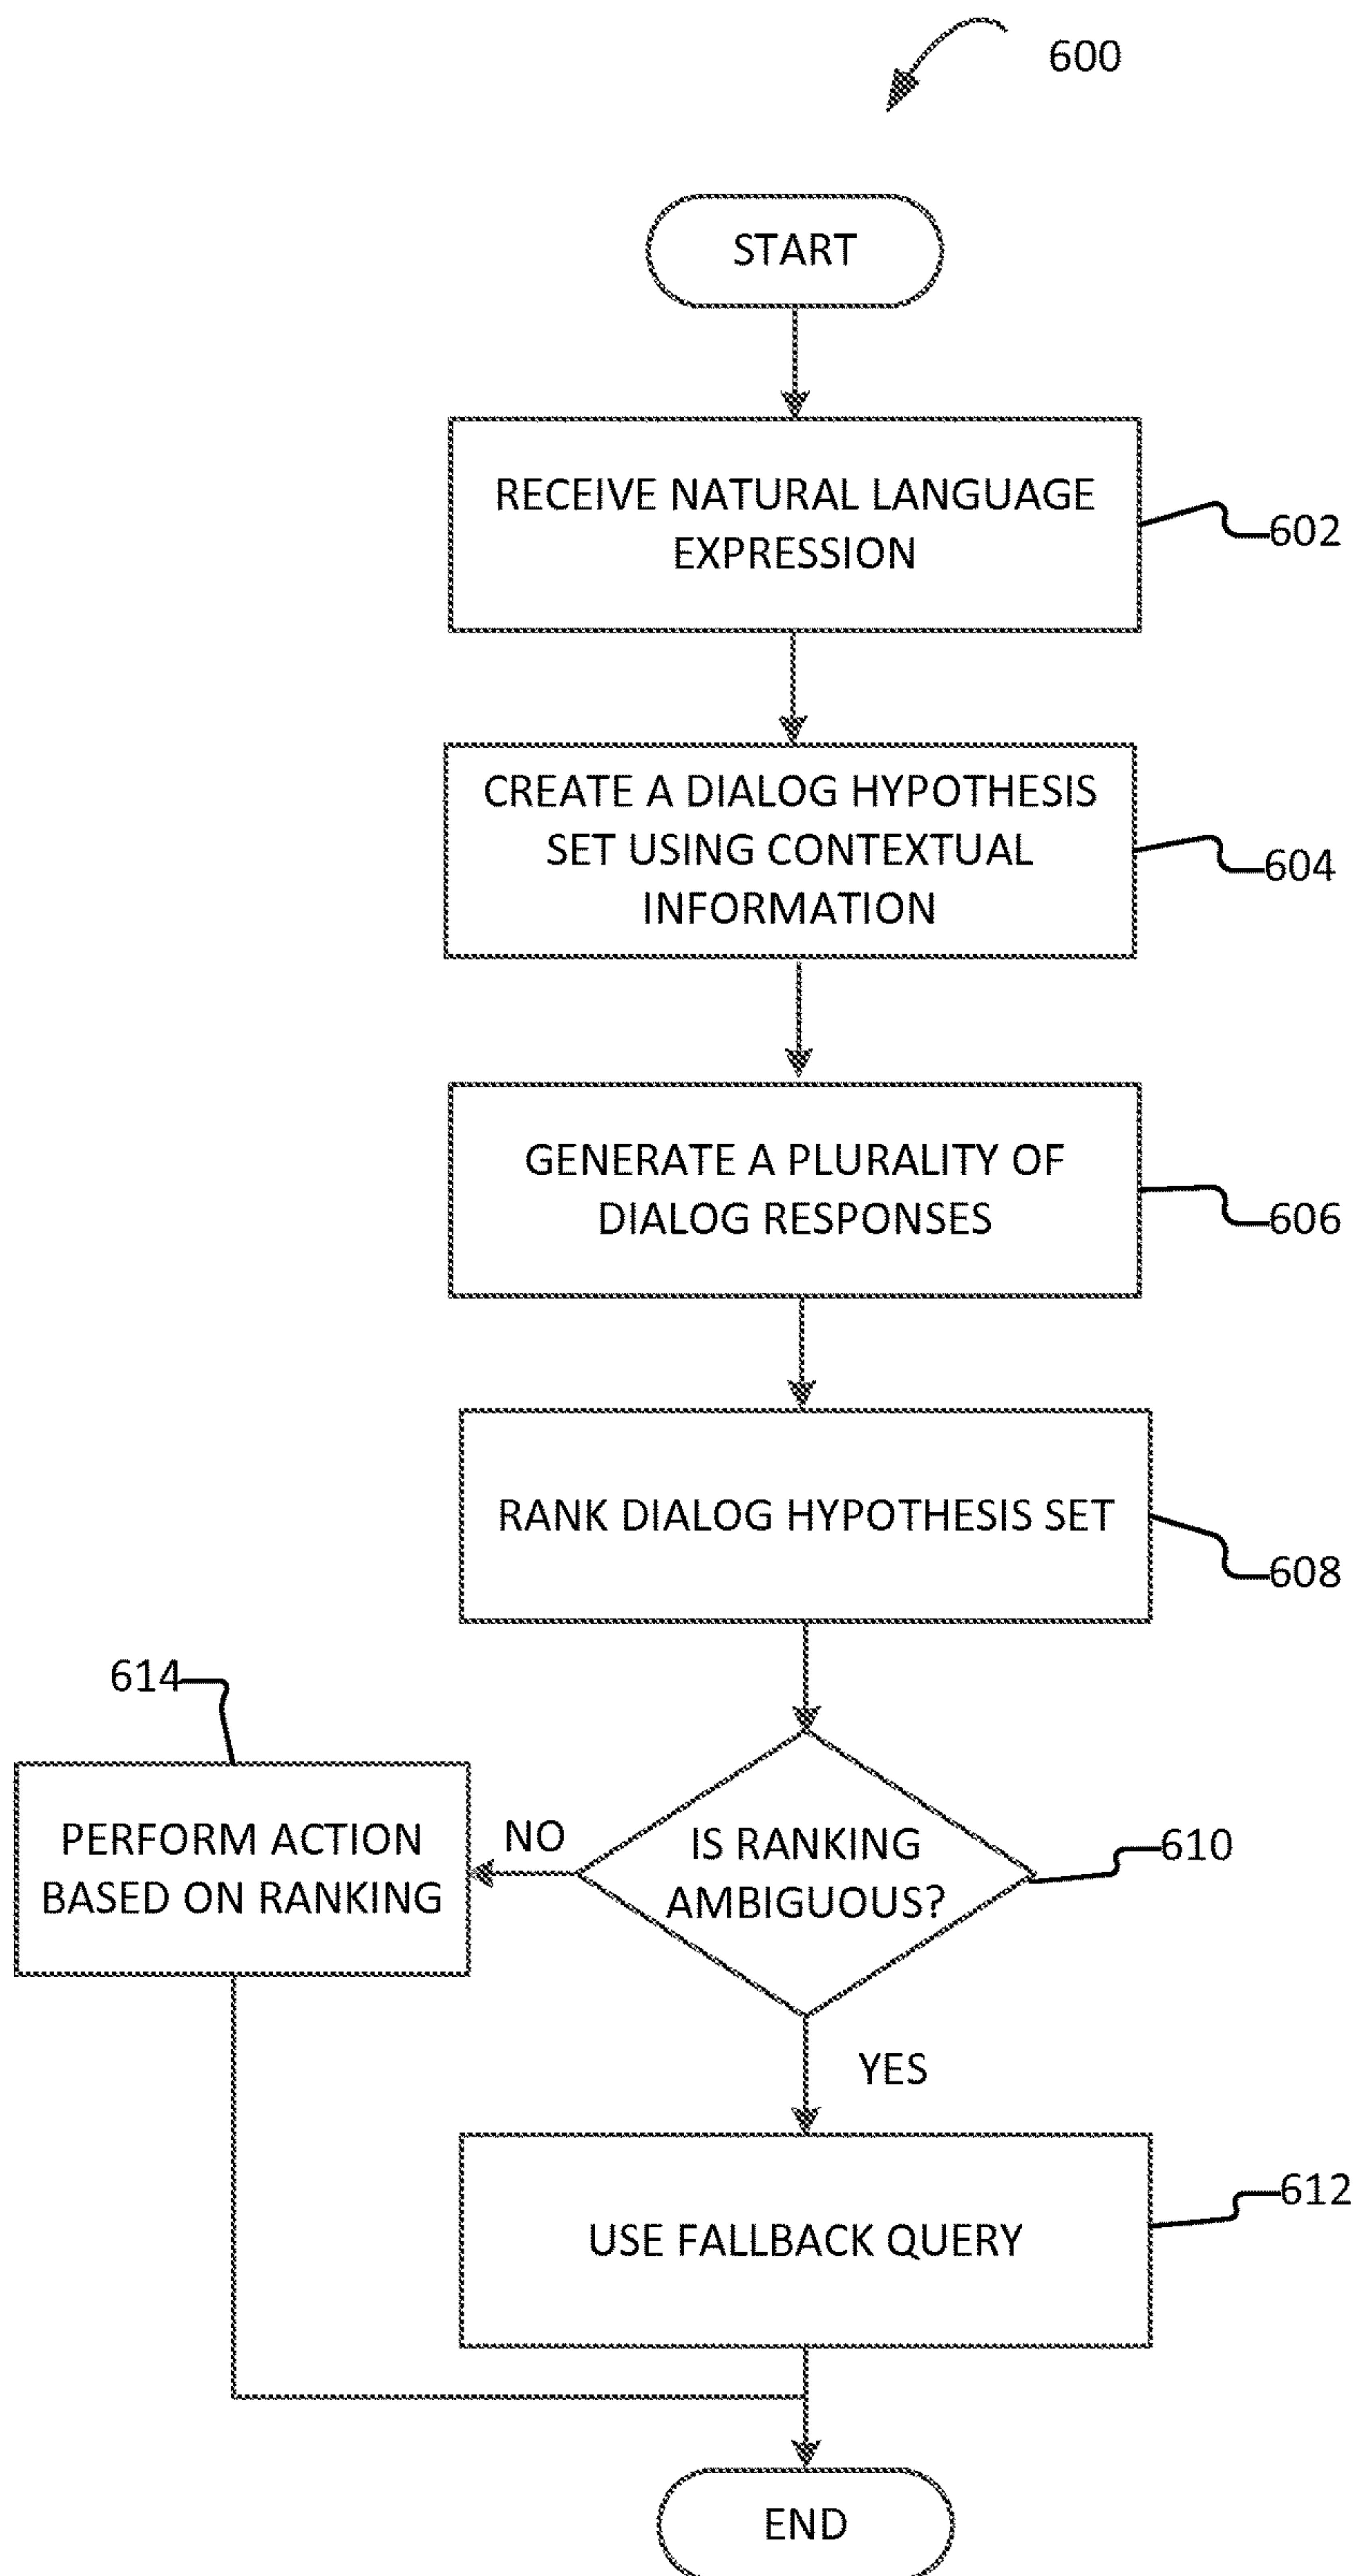 600
START
RECEIVE NATURAL LANGUAGE
EXPRESSION
602
CREATE A DIALOG HYPOTHESIS
SET USING CONTEXTUAL
INFORMATION
604
GENERATE A PLURALITY OF
DIALOG RESPONSES
606
RANK DIALOG HYPOTHESIS SET
608
614
PERFORM ACTION
BASED ON RANKING
NO
IS RANKING
AMBIGUOUS?
610
YES
USE FALLBACK QUERY
612
END